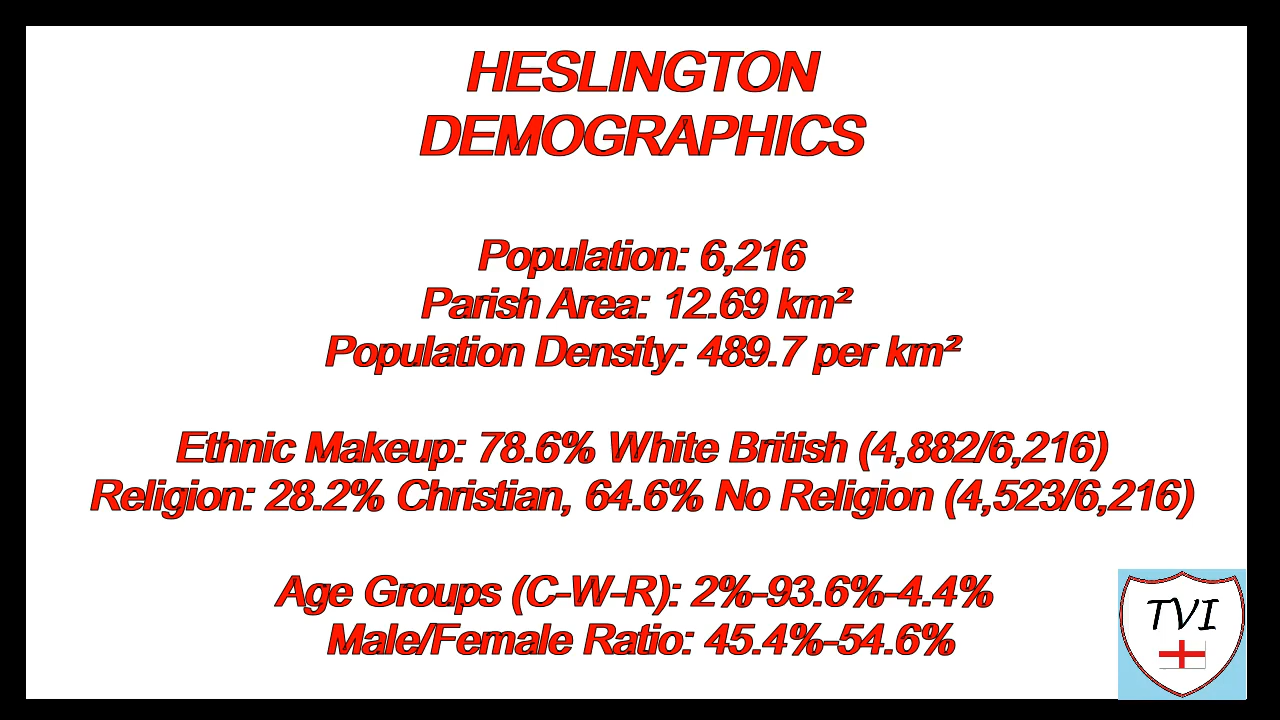 HESLINGTON
DEMOGRAPHICS
Population: 6,216
Parish Area: 12.69 km²
Population Density: 489.7 per km²
Ethnic Makeup: 78.6% White British (4,882/6,216)
Religion: 28.2% Christian, 64.6% No Religion (4,523/6,216)
Age Groups (C-W-R): 2%-93.6%-4.4%
Male/Female Ratio: 45.4%-54.6%
TVI